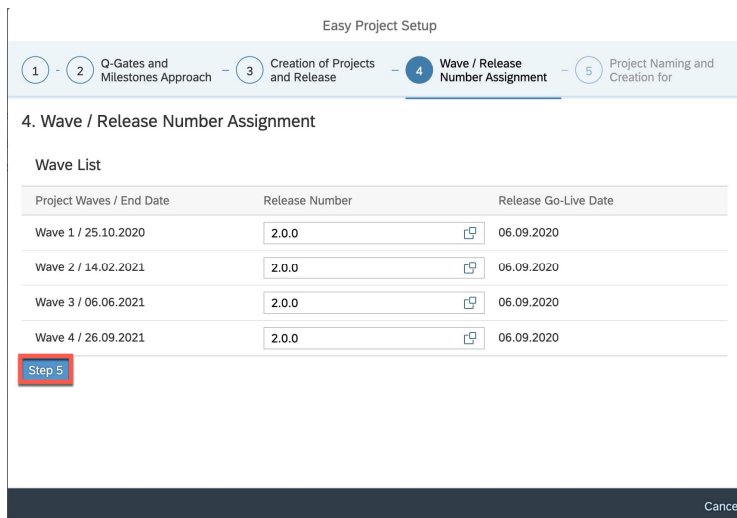 Easy Project Setup
1 - 2 Q-Gates and Milestones Approach - 3 Creation of Projects and Release - 4 Wave / Release Number Assignment - 5 Project Naming and Creation for
4. Wave / Release Number Assignment
Wave List
Project Waves / End Date Release Number Release Go-Live Date
Wave 1 / 25.10.2020 2.0.0 06.09.2020
Wave 2 / 14.02.2021 2.0.0 06.09.2020
Wave 3 / 06.06.2021 2.0.0 06.09.2020
Wave 4 / 26.09.2021 2.0.0 06.09.2020
Step 5
Cance